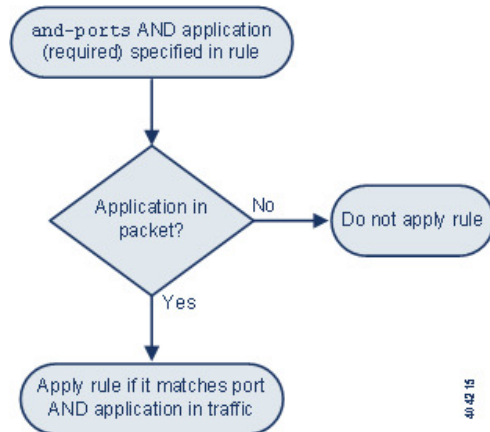 and-ports AND application
(required) specified in rule
Application in
packet?
No
Do not apply rule
Yes
Apply rule if it matches port
AND application in traffic
404215